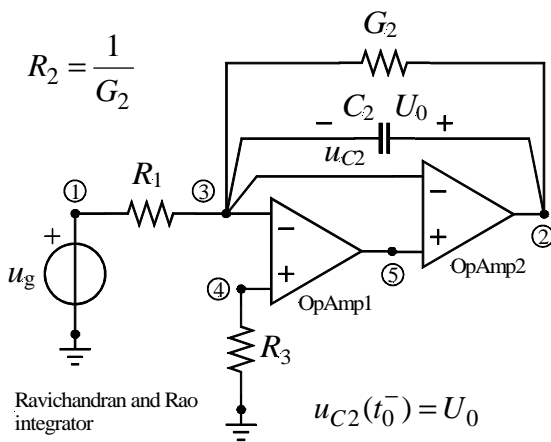 G2
R2 = 1/G2
− C2 U0 +
uC2
① R1 ③
− −
+ ug + + ②
④ ⑤ OpAmp2
OpAmp1
R3
Ravichandran and Rao
integrator
uC2(t0−) = U0